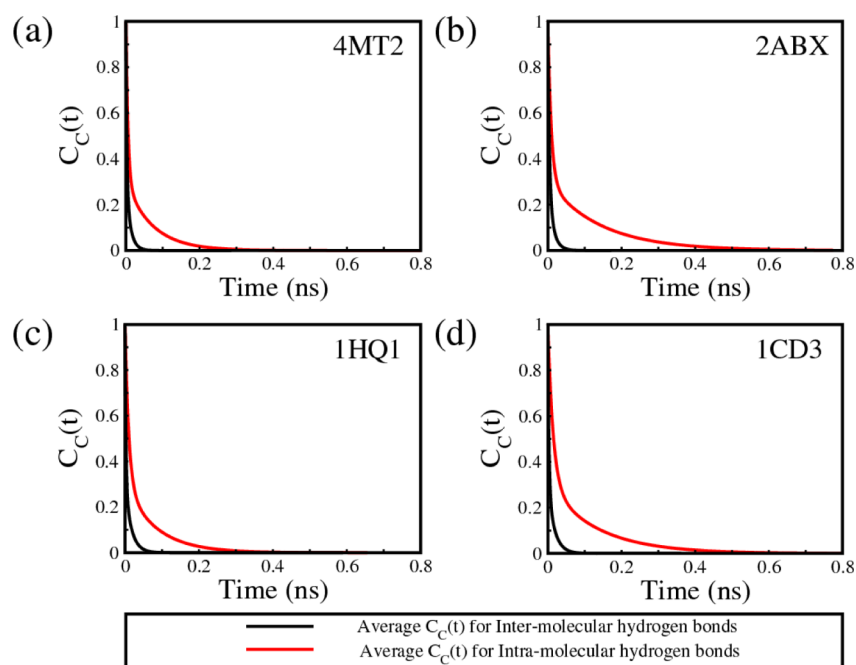 (a)
4MT2
1
0.8
0.6
0.4
0.2
0
C_C(t)
0
0.2
0.4
0.6
0.8
Time (ns)
(b)
2ABX
1
0.8
0.6
0.4
0.2
0
C_C(t)
0
0.2
0.4
0.6
0.8
Time (ns)
(c)
1HQ1
1
0.8
0.6
0.4
0.2
0
C_C(t)
0
0.2
0.4
0.6
0.8
Time (ns)
(d)
1CD3
1
0.8
0.6
0.4
0.2
0
C_C(t)
0
0.2
0.4
0.6
0.8
Time (ns)
Average C_C(t) for Inter-molecular hydrogen bonds
Average C_C(t) for Intra-molecular hydrogen bonds